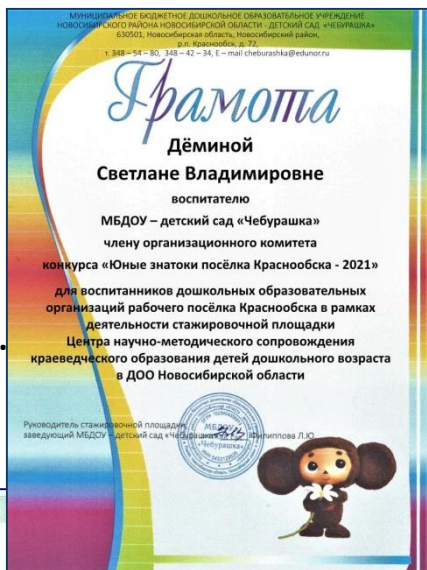 МУНИЦИПАЛЬНОЕ БЮДЖЕТНОЕ ДОШКОЛЬНОЕ ОБРАЗОВАТЕЛЬНОЕ УЧРЕЖДЕНИЕ
НОВОСИБИРСКОГО РАЙОНА НОВОСИБИРСКОЙ ОБЛАСТИ - ДЕТСКИЙ САД «ЧЕБУРАШКА»
630501, Новосибирская область, Новосибирский район,
р.п. Краснообск, д. 72,
т. 348 – 54 – 80, 348 – 42 – 34, E – mail cheburashka@edunor.ru
Грамота
Дёминой
Светлане Владимировне
воспитателю
МБДОУ – детский сад «Чебурашка»
члену организационного комитета
конкурса «Юные знатоки посёлка Краснообска - 2021»
для воспитанников дошкольных образовательных
организаций рабочего посёлка Краснообска в рамках
деятельности стажировочной площадки
Центра научно-методического сопровождения
краеведческого образования детей дошкольного возраста
в ДОО Новосибирской области
Руководитель стажировочной площадки,
заведующий МБДОУ – детский сад «Чебурашка» Филиппова Л.Ю.
МБДОУ
«Чебурашка»